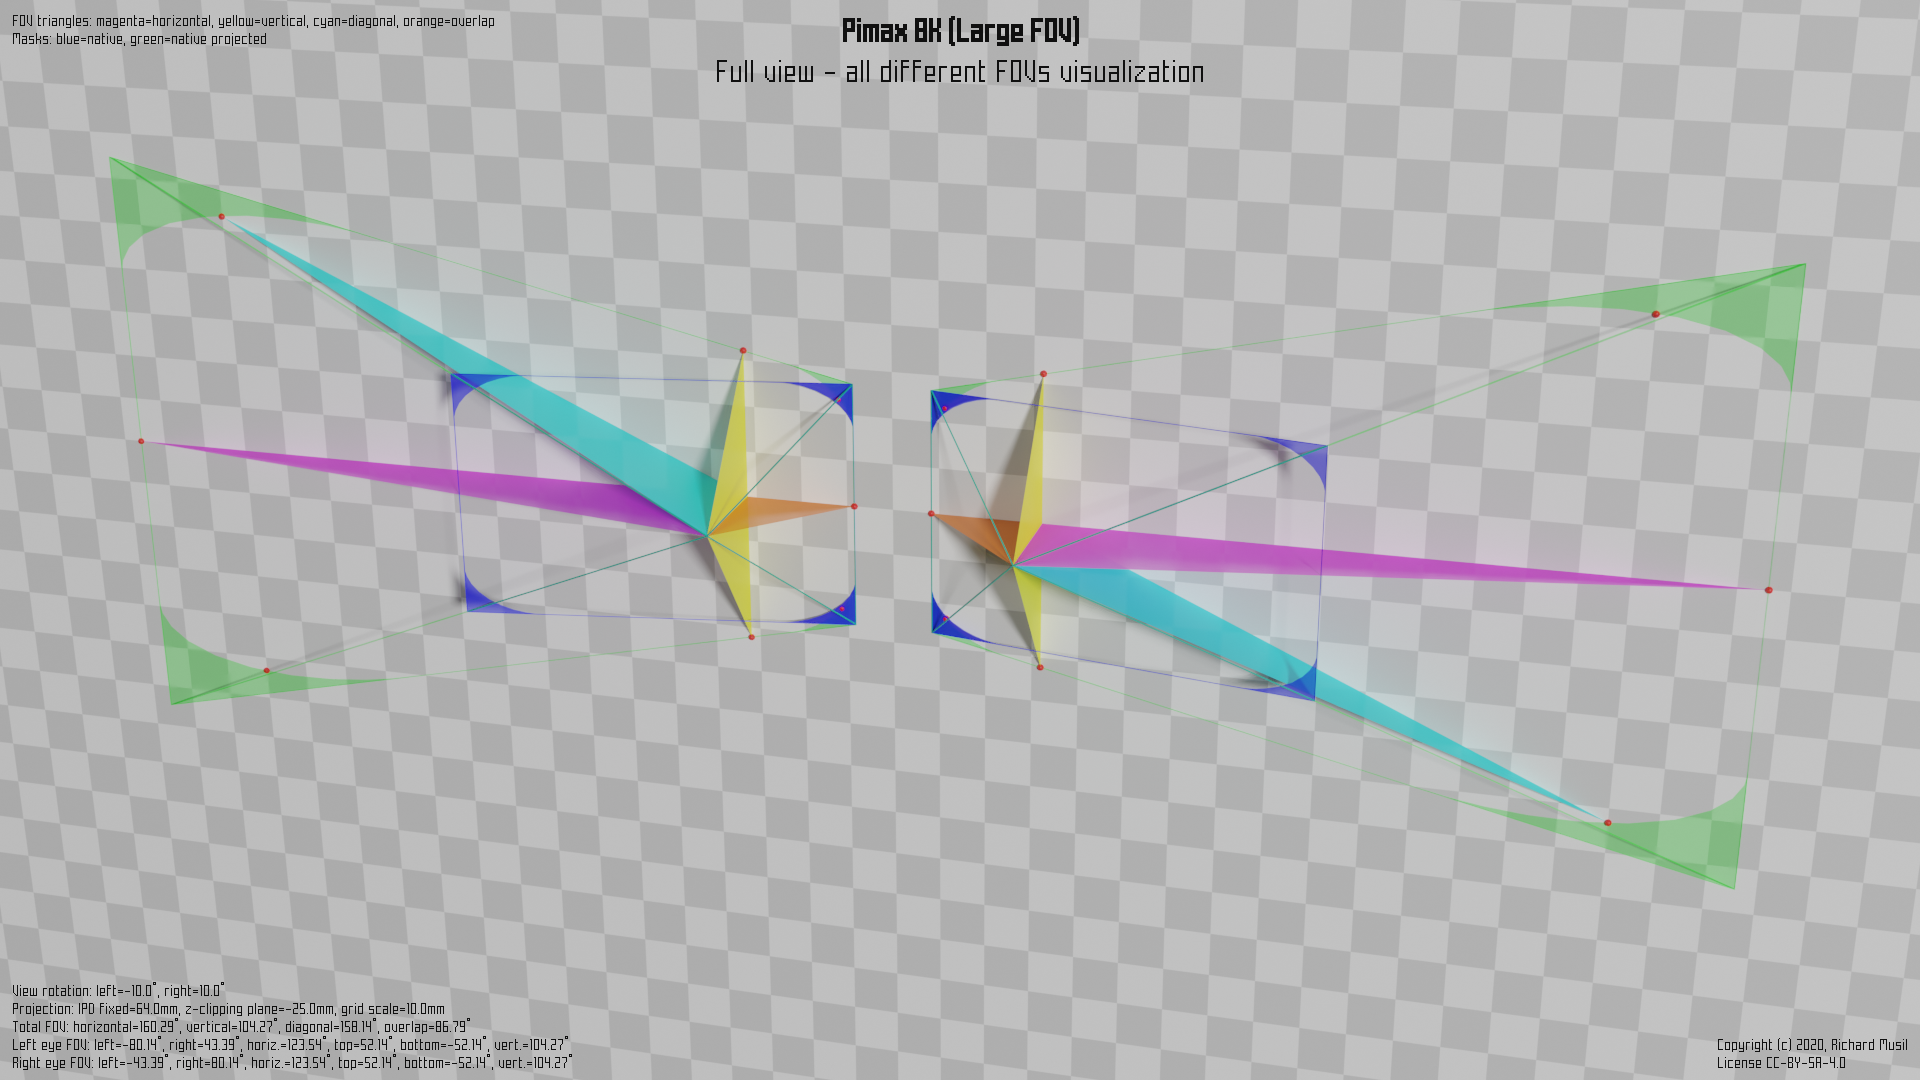 FOV triangles: magenta=horizontal, yellow=vertical, cyan=diagonal, orange=overlap
Masks: blue=native, green=native projected
Pimax 8K (Large FOV)
Full view - all different FOVs visualization
View rotation: left=-10.0°, right=10.0°
Projection: IPD fixed=64.0mm, z-clipping plane=-25.0mm, grid scale=10.0mm
Total FOV: horizontal=160.29°, vertical=104.27°, diagonal=158.14°, overlap=86.79°
Left eye FOV: left=-80.14°, right=43.39°, horiz.=123.54°, top=52.14°, bottom=-52.14°, vert.=104.27°
Right eye FOV: left=-43.39°, right=80.14°, horiz.=123.54°, top=52.14°, bottom=-52.14°, vert.=104.27°
Copyright (c) 2020, Richard Musil
License CC-BY-SA-4.0